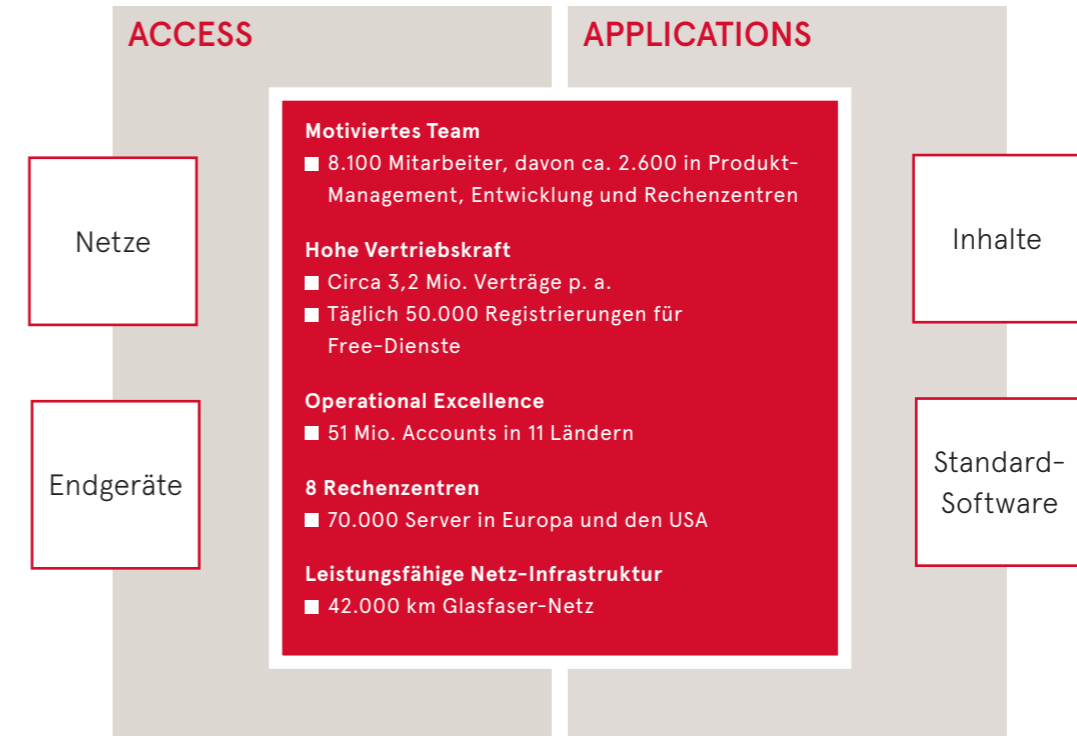 ACCESS
APPLICATIONS
Netze
Endgeräte
Motiviertes Team
8.100 Mitarbeiter, davon ca. 2.600 in Produkt-
Management, Entwicklung und Rechenzentren
Hohe Vertriebskraft
Circa 3,2 Mio. Verträge p. a.
Täglich 50.000 Registrierungen für
Free-Dienste
Operational Excellence
51 Mio. Accounts in 11 Ländern
8 Rechenzentren
70.000 Server in Europa und den USA
Leistungsfähige Netz-Infrastruktur
42.000 km Glasfaser-Netz
Inhalte
Standard-
Software